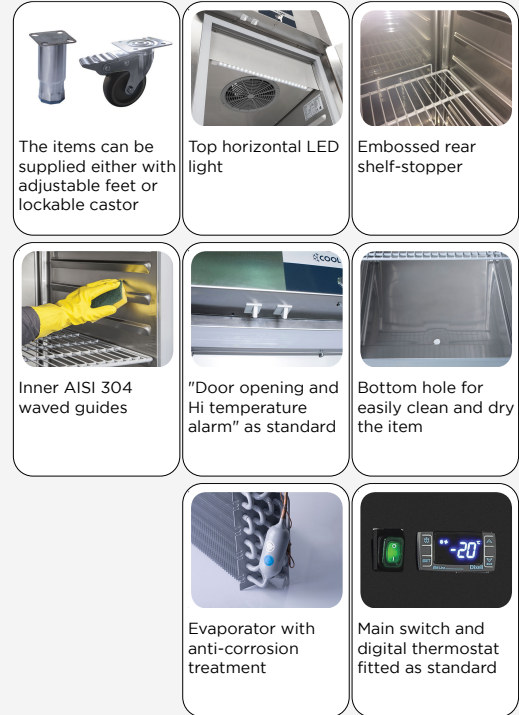 The items can be
supplied either with
adjustable feet or
lockable castor
Top horizontal LED
light
Embossed rear
shelf-stopper
COOL
Inner AISI 304
waved guides
"Door opening and
Hi temperature
alarm" as standard
Bottom hole for
easily clean and dry
the item
Evaporator with
anti-corrosion
treatment
-20°C
SET
Main switch and
digital thermostat
fitted as standard